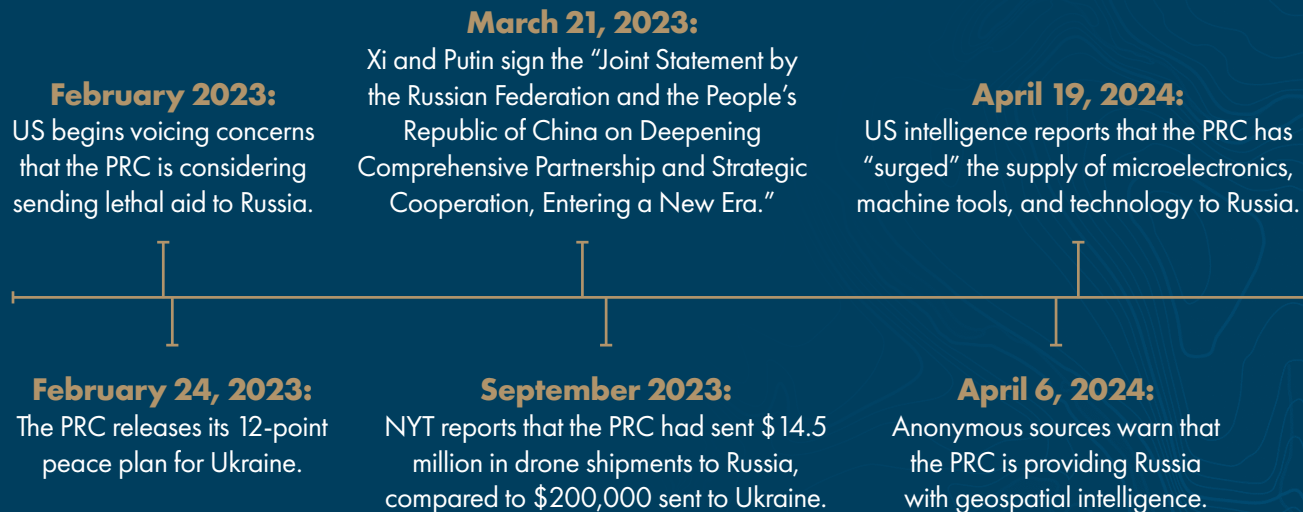 February 2023:
US begins voicing concerns
that the PRC is considering
sending lethal aid to Russia.
February 24, 2023:
The PRC releases its 12-point
peace plan for Ukraine.
March 21, 2023:
Xi and Putin sign the “Joint Statement by
the Russian Federation and the People’s
Republic of China on Deepening
Comprehensive Partnership and Strategic
Cooperation, Entering a New Era.”
September 2023:
NYT reports that the PRC had sent $14.5
million in drone shipments to Russia,
compared to $200,000 sent to Ukraine.
April 6, 2024:
Anonymous sources warn that
the PRC is providing Russia
with geospatial intelligence.
April 19, 2024:
US intelligence reports that the PRC has
“surged” the supply of microelectronics,
machine tools, and technology to Russia.